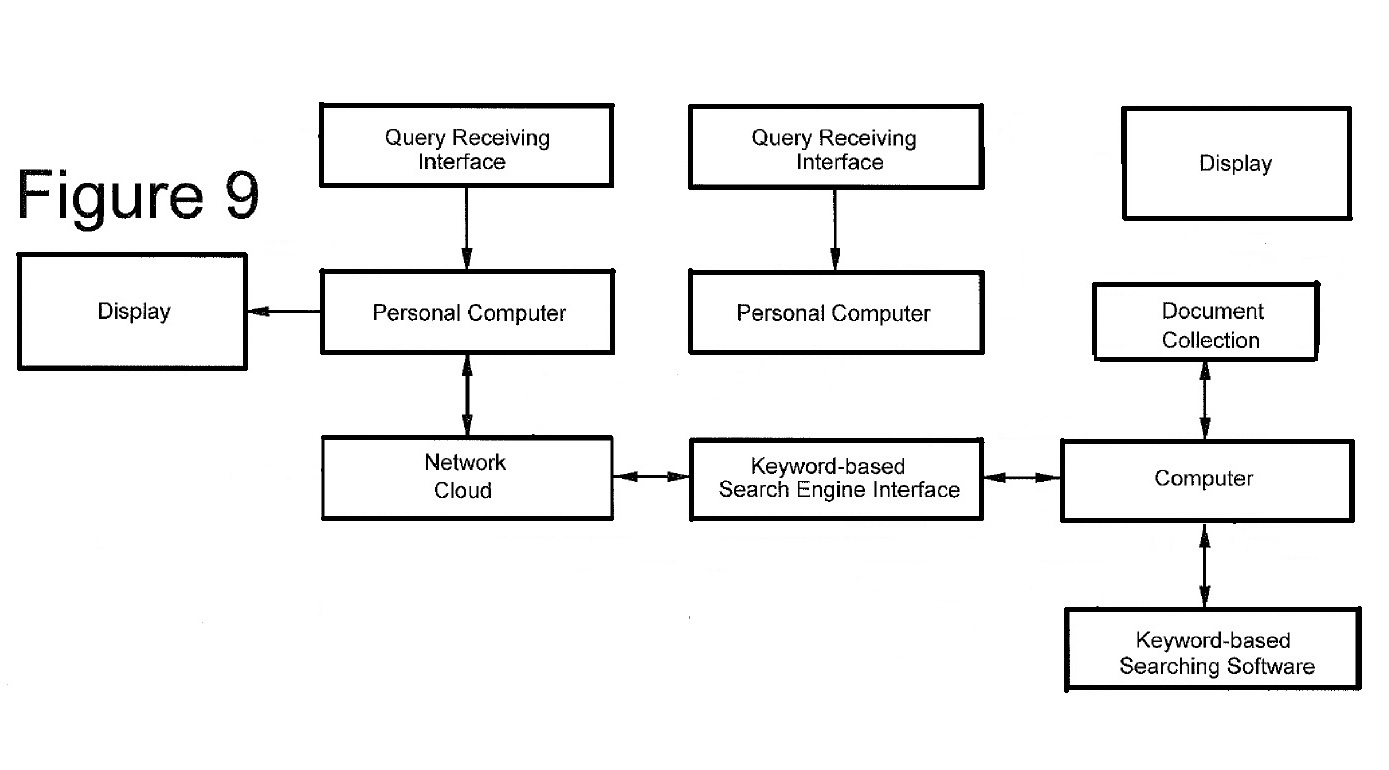 Query Receiving
Interface
Query Receiving
Interface
Display
Figure 9
Display
Personal Computer
Personal Computer
Document
Collection
Network
Cloud
Keyword-based
Search Engine Interface
Computer
Keyword-based
Searching Software